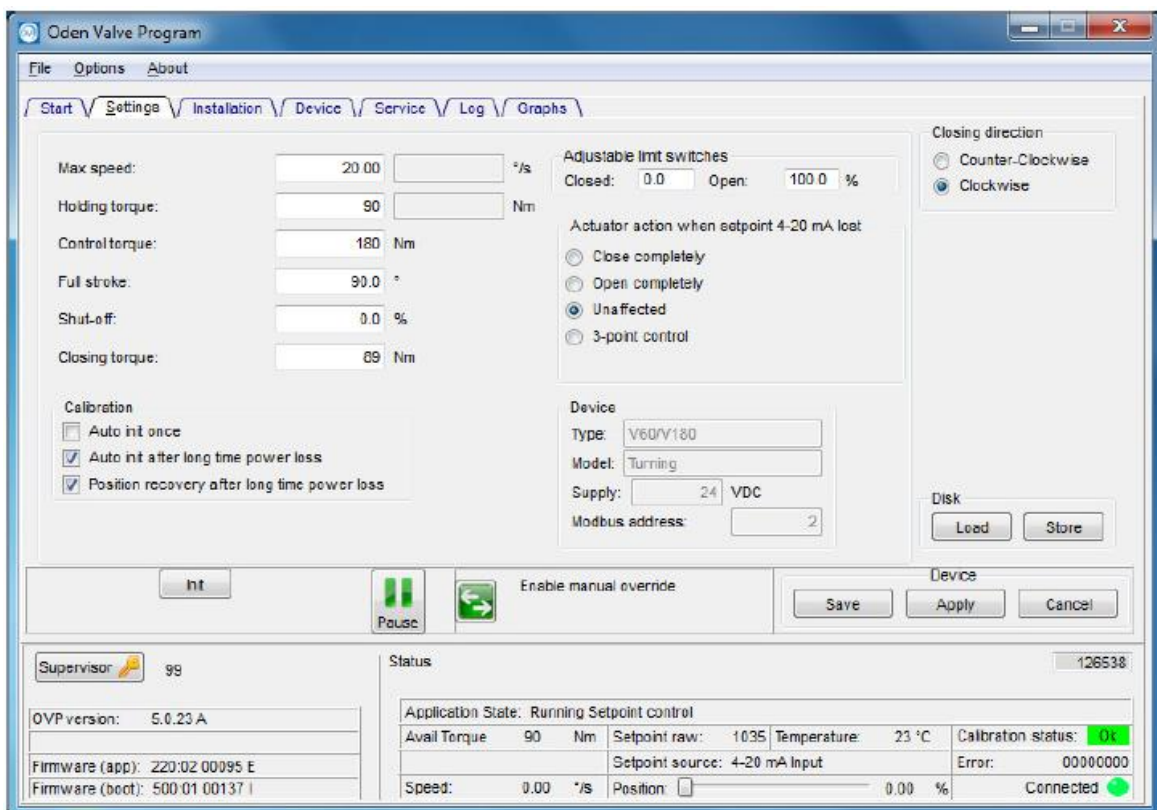 Oden Valve Program
File Options About
Start Settings Installation Device Service Log Graphs
Max speed: 20.00 °/s
Holding torque: 90 Nm
Control torque: 180 Nm
Full stroke: 90.0 °
Shut-off: 0.0 %
Closing torque: 89 Nm
Calibration
Auto init once
Auto init after long time power loss
Position recovery after long time power loss
Adjustable limit switches
Closed: 0.0 Open: 100.0 %
Actuator action when setpoint 4-20 mA lost
Close completely
Open completely
Unaffected
3-point control
Device
Type: V60/V180
Model: Turning
Supply: 24 VDC
Modbus address: 2
Closing direction
Counter-Clockwise
Clockwise
Disk
Load Store
Init
Pause
Enable manual override
Device
Save Apply Cancel
Supervisor 99
OVP version: 5.0.23 A
Firmware (app): 220:02 00095 E
Firmware (boot): 500:01 00137 I
Status
126538
Application State: Running Setpoint control
Avail Torque 90 Nm Setpoint raw: 1035 Temperature: 23 °C Calibration status: Ok
Setpoint source: 4-20 mA Input Error: 00000000
Speed: 0.00 °/s Position: 0.00 % Connected